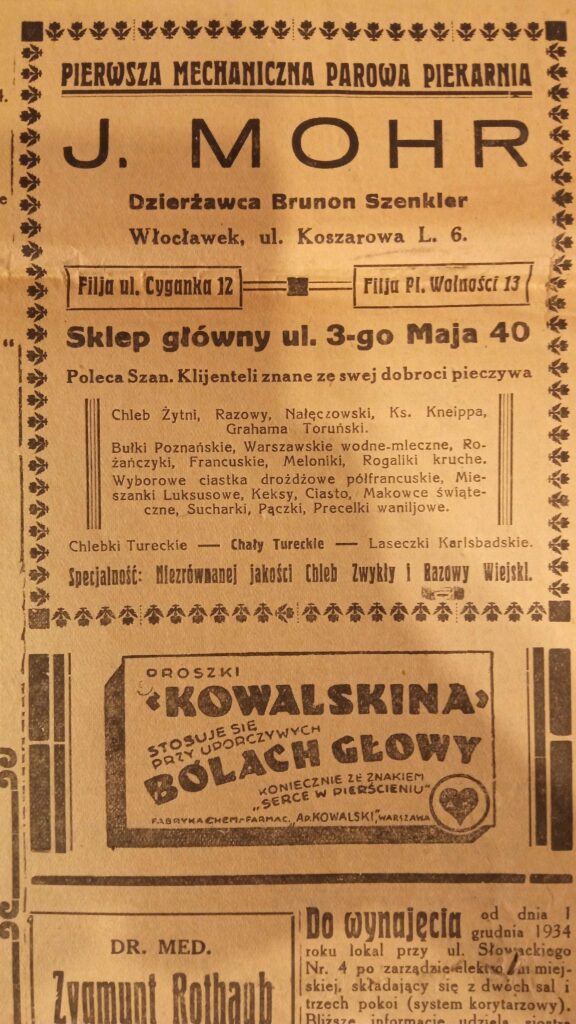 PIERWSZA MECHANICZNA PAROWA PIEKARNIA
J. MOHR
Dzierżawca Brunon Szenkler
Włocławek, ul. Koszarowa L. 6.
Filja ul. Cyganka 12
Filja Pl. Wolności 13
Sklep główny ul. 3-go Maja 40
Poleca Szan. Klijenteli znane ze swej dobroci pieczywa
Chleb Żytni, Razowy, Nałęczowski, Ks. Kneippa,
Grahama Toruński.
Bułki Poznańskie, Warszawskie wodne-mleczne, Ro-
żańczyki, Francuskie, Meloniki, Rogaliki kruche.
Wyborowe ciastka drożdżowe półfrancuskie, Mie-
szanki Luksusowe, Keksy, Ciasto, Makowce świąte-
czne, Sucharki, Pączki, Precelki waniljowe.
Chlebki Tureckie — Chały Tureckie — Laseczki Karlsbadskie.
Specjalność: Niezrównanej jakości Chleb Zwykły i Razowy Wiejski.
PROSZKI
«KOWALSKINA»
STOSUJE SIĘ
PRZY UPORCZYWYCH
BÓLACH GŁOWY
KONIECZNIE ZE ZNAKIEM
„SERCE W PIERŚCIENIU"
FABRYKA CHEM.-FARMAC. „AP. KOWALSKI", WARSZAWA
DR. MED.
Zygmunt Rothaub
Do wynajęcia od dnia 1
grudnia 1934
roku lokal przy ul. Słowackiego
Nr. 4 po zarządzie elektrowni miej-
skiej, składający się z dwóch sal i
trzech pokoi (system korytarzowy).
Bliższe informacje udziela